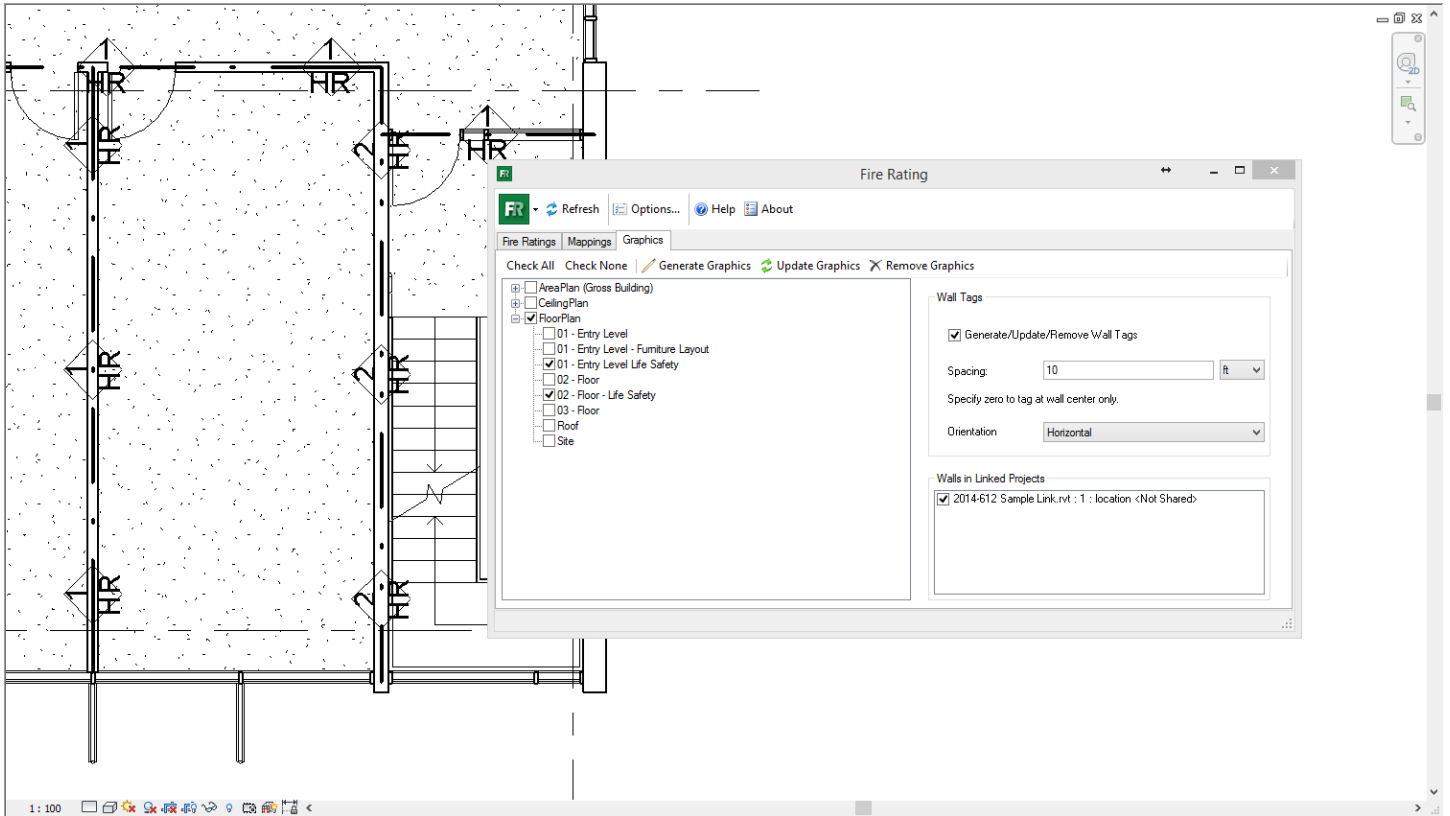 1
HR
1
HR
1
HR
2
HR
1
HR
2D
FR
Fire Rating
FR
Refresh
Options...
Help
About
Fire Ratings
Mappings
Graphics
Check All
Check None
Generate Graphics
Update Graphics
Remove Graphics
AreaPlan (Gross Building)
CeilingPlan
FloorPlan
01 - Entry Level
01 - Entry Level - Furniture Layout
01 - Entry Level Life Safety
02 - Floor
02 - Floor - Life Safety
03 - Floor
Roof
Site
Wall Tags
Generate/Update/Remove Wall Tags
Spacing:
10
ft
Specify zero to tag at wall center only.
Orientation
Horizontal
Walls in Linked Projects
2014-612 Sample Link.rvt : 1 : location <Not Shared>
1
HR
2
HR
N
1
HR
2
HR
1 : 100